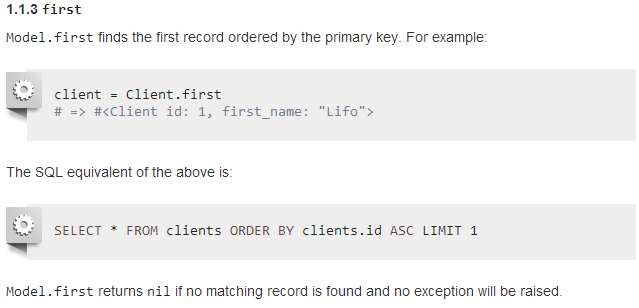 1.1.3 first
Model.first finds the first record ordered by the primary key. For example:
client = Client.first
# => #<Client id: 1, first_name: "Lifo">
The SQL equivalent of the above is:
SELECT * FROM clients ORDER BY clients.id ASC LIMIT 1
Model.first returns nil if no matching record is found and no exception will be raised.